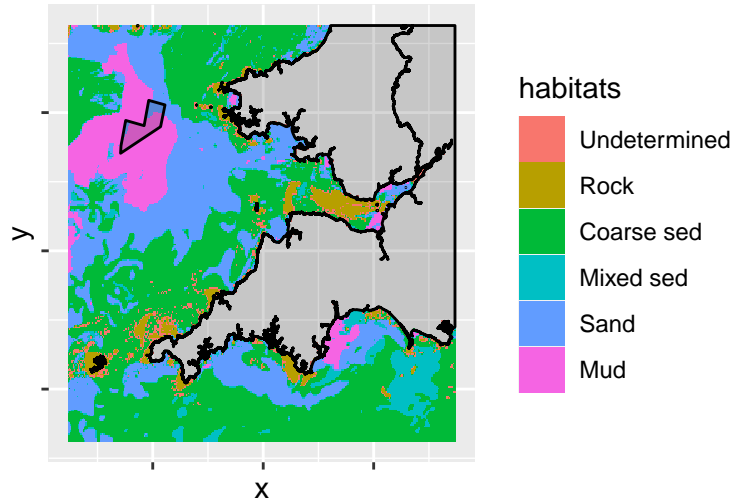 habitats
Undetermined
Rock
Coarse sed
Mixed sed
Sand
Mud
y
x